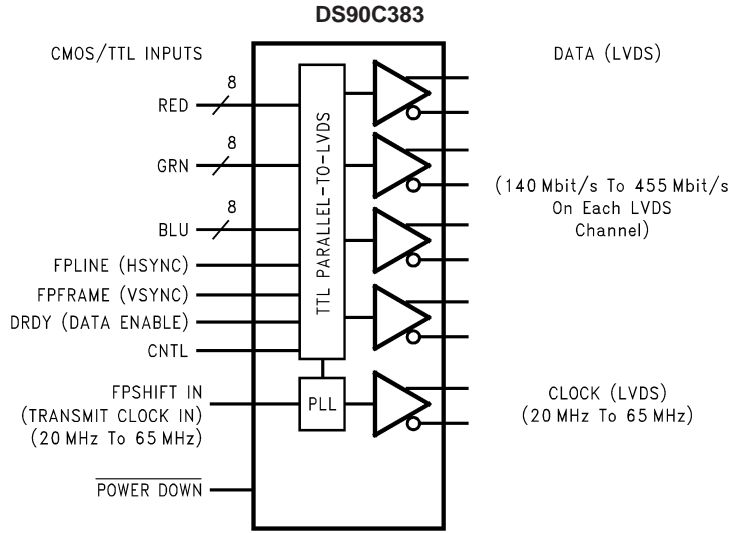 DS90C383
CMOS/TTL INPUTS
DATA (LVDS)
8
RED
8
GRN
8
BLU
FPLINE (HSYNC)
FPFRAME (VSYNC)
DRDY (DATA ENABLE)
CNTL
TTL PARALLEL-TO-LVDS
(140 Mbit/s To 455 Mbit/s
On Each LVDS
Channel)
FPSHIFT IN
(TRANSMIT CLOCK IN)
(20 MHz To 65 MHz)
PLL
CLOCK (LVDS)
(20 MHz To 65 MHz)
POWER DOWN